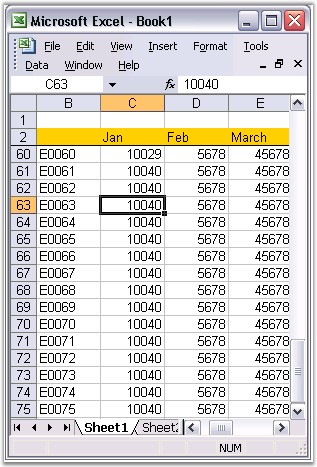 Microsoft Excel - Book1
File Edit View Insert Format Tools
Data Window Help
C63 fx 10040
B C D E
1
2 Jan Feb March
60 E0060 10029 5678 45678
61 E0061 10040 5678 45678
62 E0062 10040 5678 45678
63 E0063 10040 5678 45678
64 E0064 10040 5678 45678
65 E0065 10040 5678 45678
66 E0066 10040 5678 45678
67 E0067 10040 5678 45678
68 E0068 10040 5678 45678
69 E0069 10040 5678 45678
70 E0070 10040 5678 45678
71 E0071 10040 5678 45678
72 E0072 10040 5678 45678
73 E0073 10040 5678 45678
74 E0074 10040 5678 45678
75 E0075 10040 5678 45678
Sheet1 Sheet2
NUM